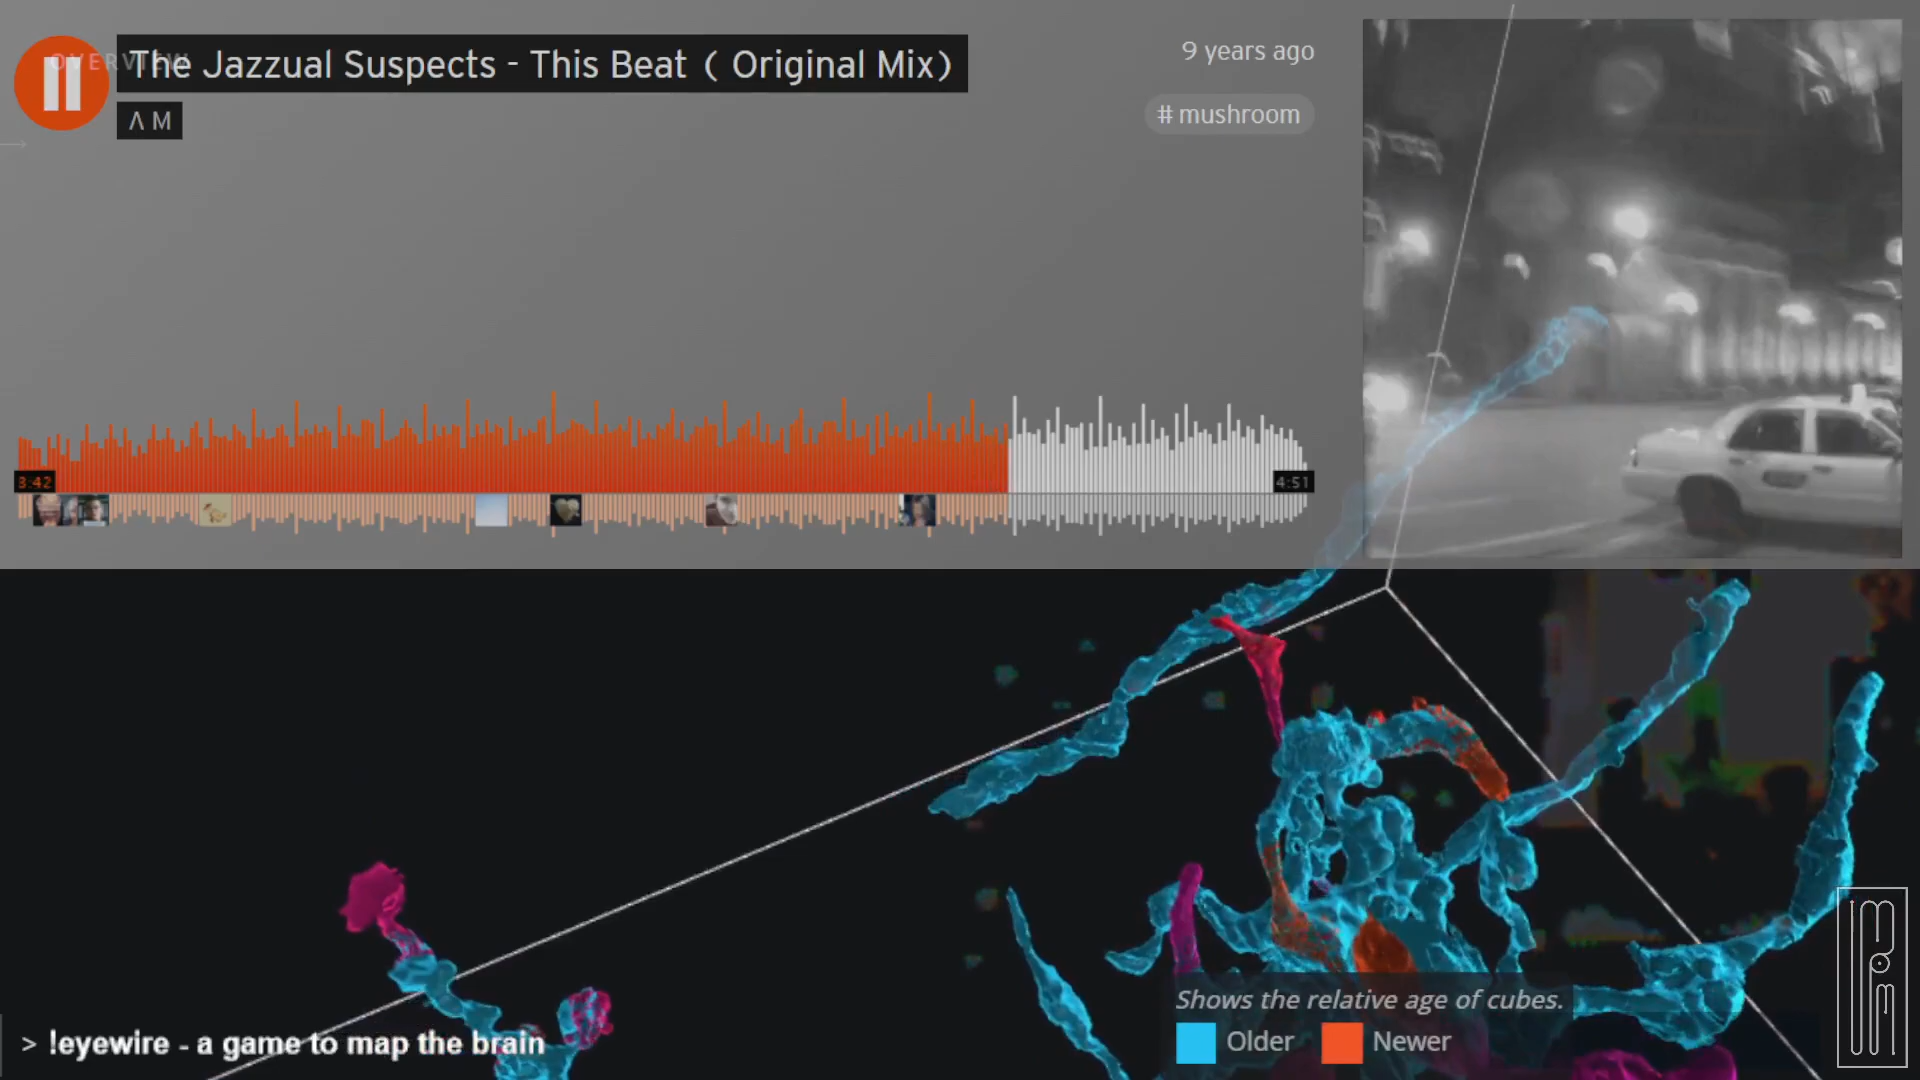 OVERVIEW
The Jazzual Suspects - This Beat ( Original Mix)
Λ M
9 years ago
# mushroom
3:42
4:51
Shows the relative age of cubes.
Older
Newer
> !eyewire - a game to map the brain